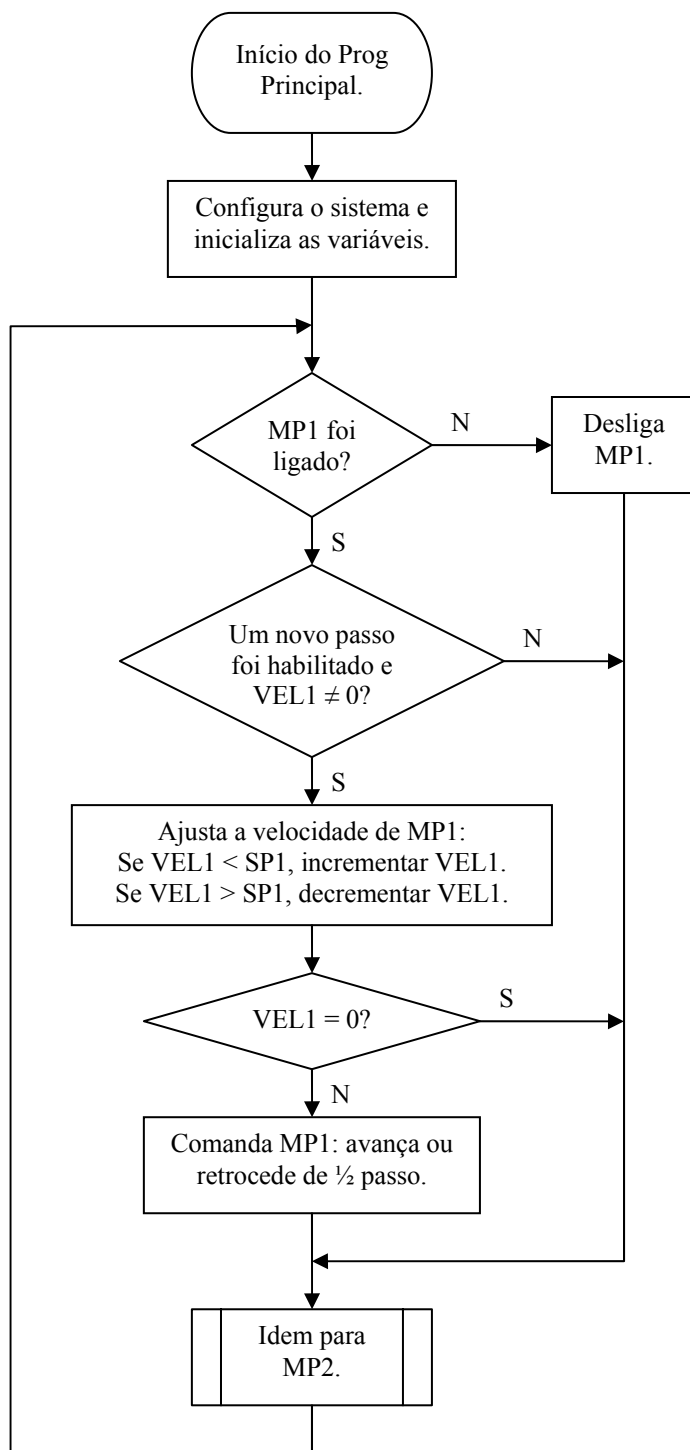 Início do Prog
Principal.
Configura o sistema e
inicializa as variáveis.
MP1 foi
ligado?
N
Desliga
MP1.
S
Um novo passo
foi habilitado e
VEL1 ≠ 0?
N
S
Ajusta a velocidade de MP1:
Se VEL1 < SP1, incrementar VEL1.
Se VEL1 > SP1, decrementar VEL1.
VEL1 = 0?
S
N
Comanda MP1: avança ou
retrocede de ½ passo.
Idem para
MP2.